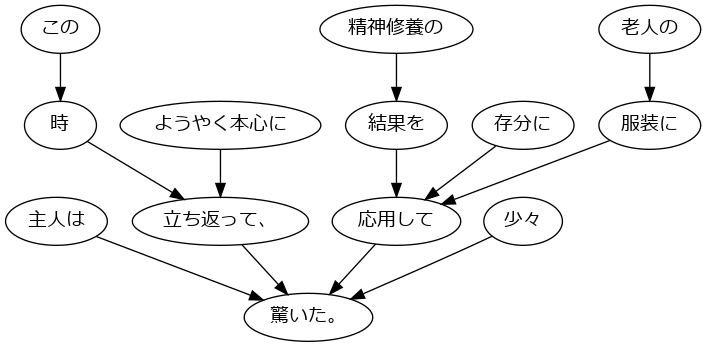 この
精神修養の
老人の
時
ようやく本心に
結果を
存分に
服装に
主人は
立ち返って、
応用して
少々
驚いた。